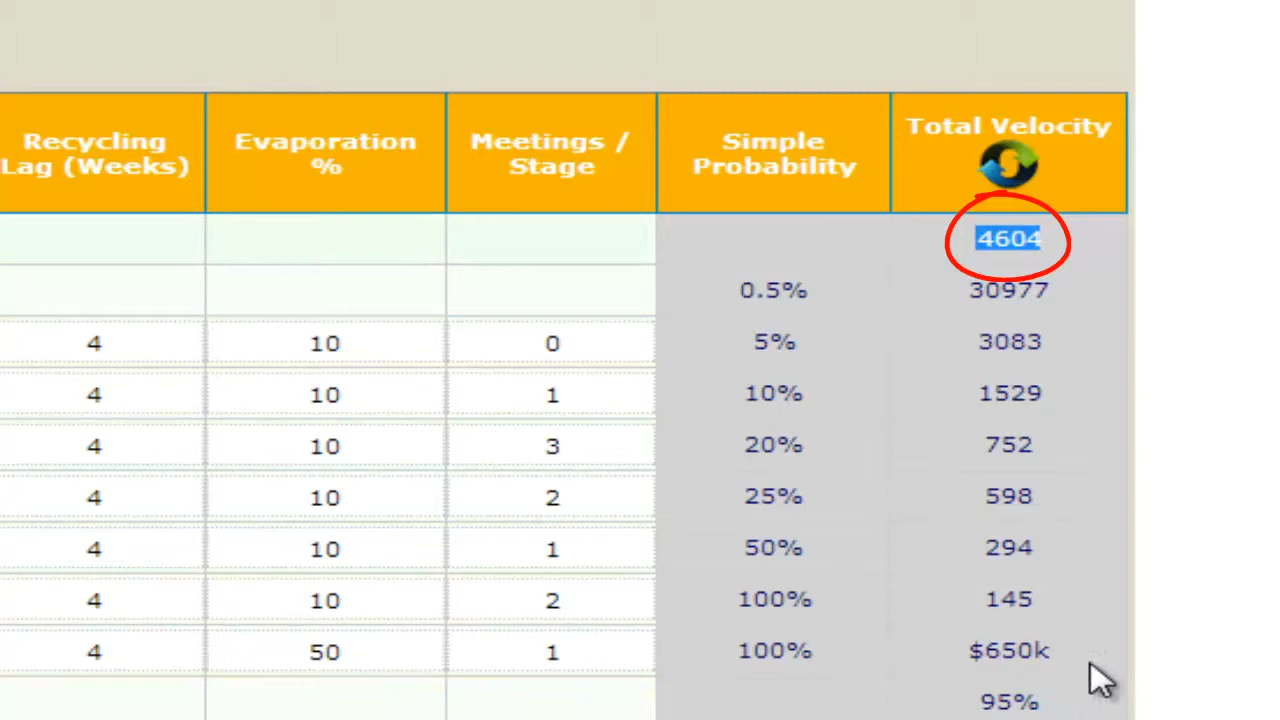 Recycling Lag (Weeks) Evaporation % Meetings / Stage Simple Probability Total Velocity
4604
0.5% 30977
4 10 0 5% 3083
4 10 1 10% 1529
4 10 3 20% 752
4 10 2 25% 598
4 10 1 50% 294
4 10 2 100% 145
4 50 1 100% $650k
95%